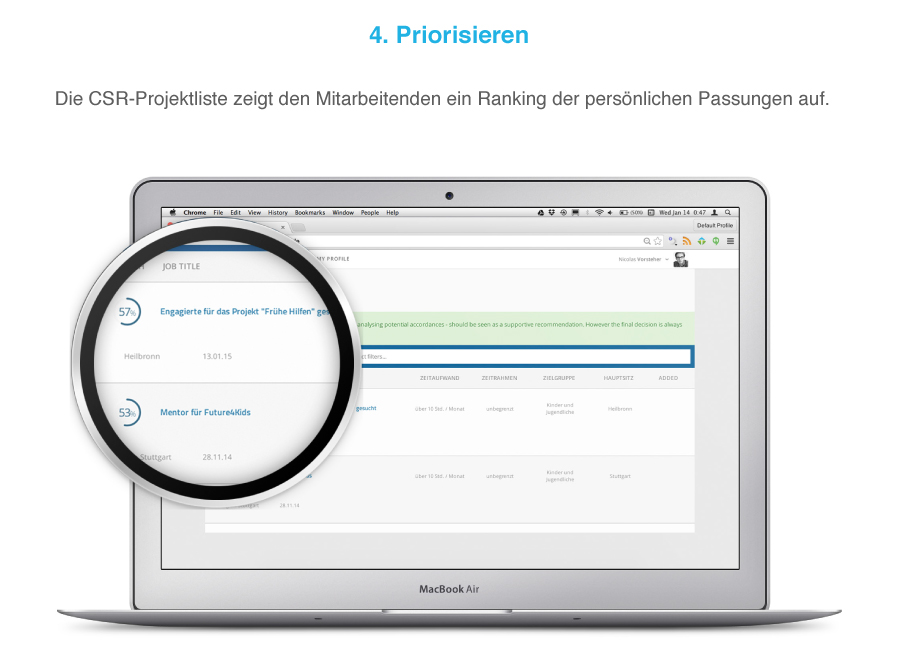 4. Priorisieren
Die CSR-Projektliste zeigt den Mitarbeitenden ein Ranking der persönlichen Passungen auf.
Chrome File Edit View History Bookmarks Window People Help
(50%) Wed Jan 14 0:47
Default Profile
MY PROFILE
Nicolas Vorsteher
JOB TITLE
57%
Engagierte für das Projekt "Frühe Hilfen" ges
Heilbronn 13.01.15
53%
Mentor für Future4Kids
Stuttgart 28.11.14
analysing potential accordances - should be seen as a supportive recommendation. However the final decision is always
filters...
ZEITAUFWAND ZEITRAHMEN ZIELGRUPPE HAUPTSITZ ADDED
gesucht über 10 Std. / Monat unbegrenzt Kinder und Jugendliche Heilbronn
über 10 Std. / Monat unbegrenzt Kinder und Jugendliche Stuttgart
28.11.14
MacBook Air